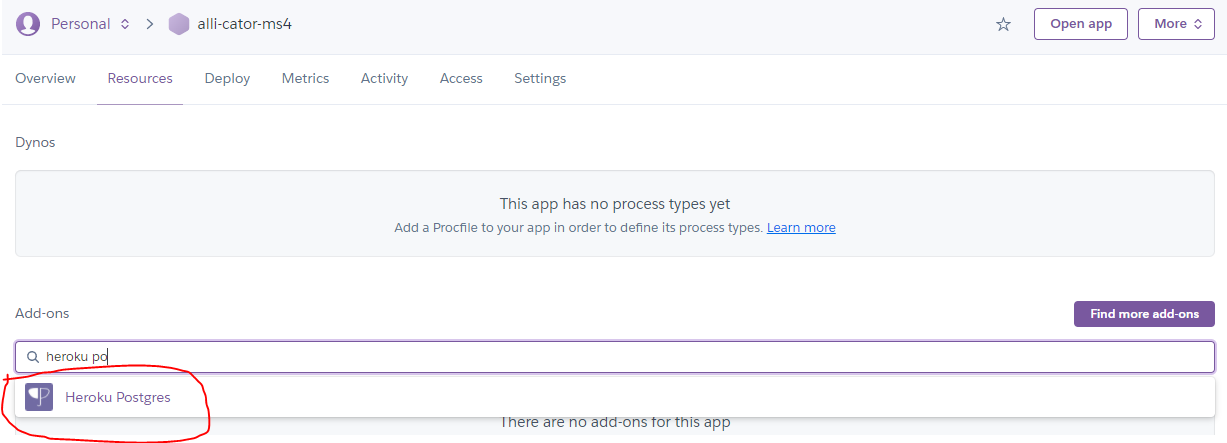 Personal alli-cator-ms4 Open app More
Overview Resources Deploy Metrics Activity Access Settings
Dynos
This app has no process types yet
Add a Procfile to your app in order to define its process types. Learn more
Add-ons Find more add-ons
heroku po
Heroku Postgres
There are no add-ons for this app